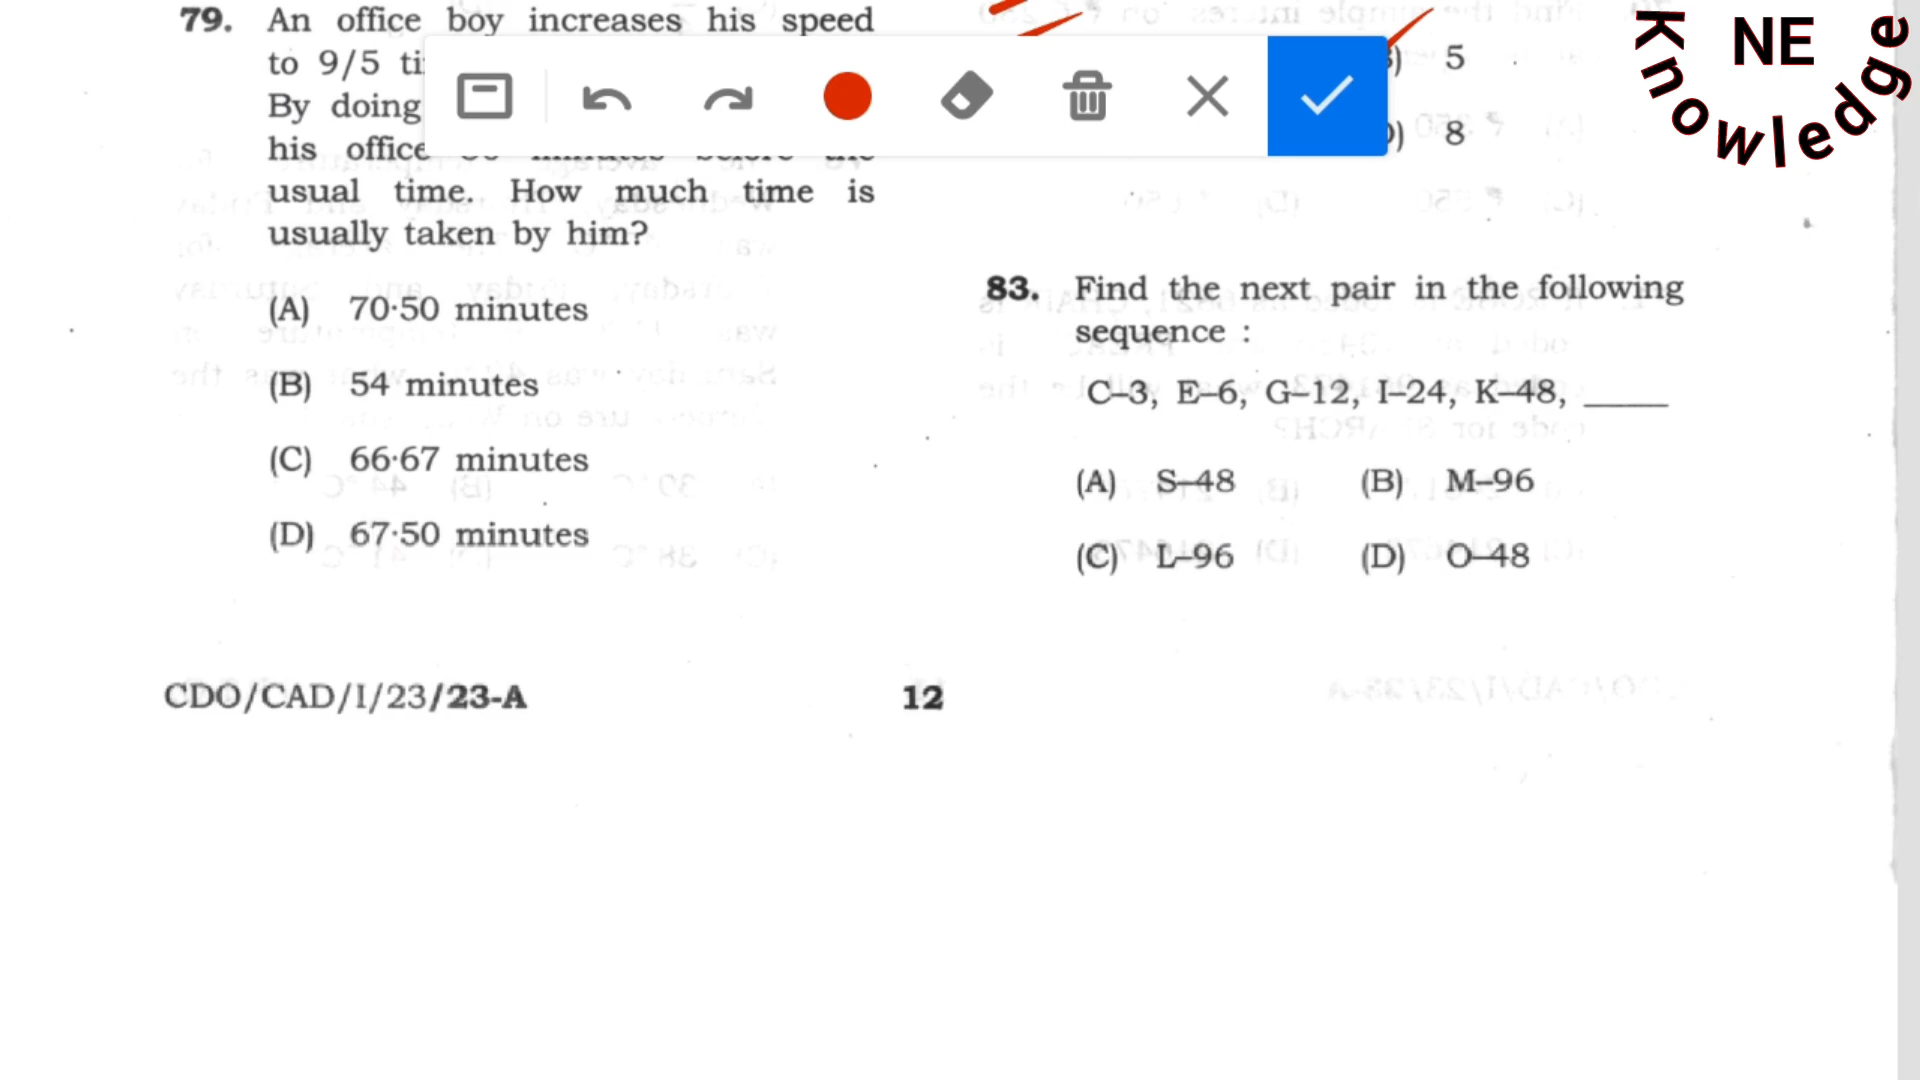 79. An office boy increases his speed
to 9/5
By doing
his office
usual time. How much time is
usually taken by him?
(A) 70·50 minutes
(B) 54 minutes
(C) 66·67 minutes
(D) 67·50 minutes
5
8
83. Find the next pair in the following
sequence :
C–3, E–6, G–12, I–24, K–48, ____
(A) S–48 (B) M–96
(C) L–96 (D) O–48
CDO/CAD/I/23/23-A 12
NE
Knowledge